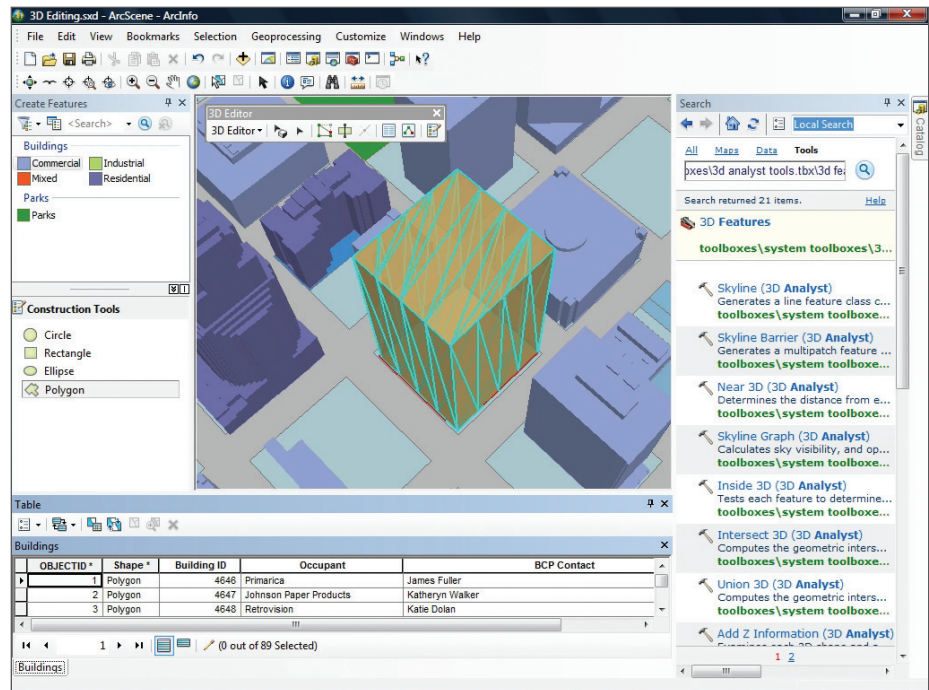 3D Editing.sxd - ArcScene - ArcInfo
File Edit View Bookmarks Selection Geoprocessing Customize Windows Help
Create Features
<Search>
Buildings
Commercial Industrial
Mixed Residential
Parks
Parks
Construction Tools
Circle
Rectangle
Ellipse
Polygon
3D Editor
3D Editor
Search
Local Search
All Maps Data Tools
oxes\3d analyst tools.tbx\3d fea
Search returned 21 items. Help
3D Features
toolboxes\system toolboxes\3...
Skyline (3D Analyst)
Generates a line feature class c...
toolboxes\system toolboxe...
Skyline Barrier (3D Analyst)
Generates a multipatch feature ...
toolboxes\system toolboxe...
Near 3D (3D Analyst)
Determines the distance from e...
toolboxes\system toolboxe...
Skyline Graph (3D Analyst)
Calculates sky visibility, and op...
toolboxes\system toolboxe...
Inside 3D (3D Analyst)
Tests each feature to determine...
toolboxes\system toolboxe...
Intersect 3D (3D Analyst)
Computes the geometric inters...
toolboxes\system toolboxe...
Union 3D (3D Analyst)
Computes the geometric inters...
toolboxes\system toolboxe...
Add Z Information (3D Analyst)
1 2
Catalog
Table
Buildings
OBJECTID * Shape * Building ID Occupant BCP Contact
1 Polygon 4646 Primarica James Fuller
2 Polygon 4647 Johnson Paper Products Katheryn Walker
3 Polygon 4648 Retrovision Katie Dolan
1 (0 out of 89 Selected)
Buildings